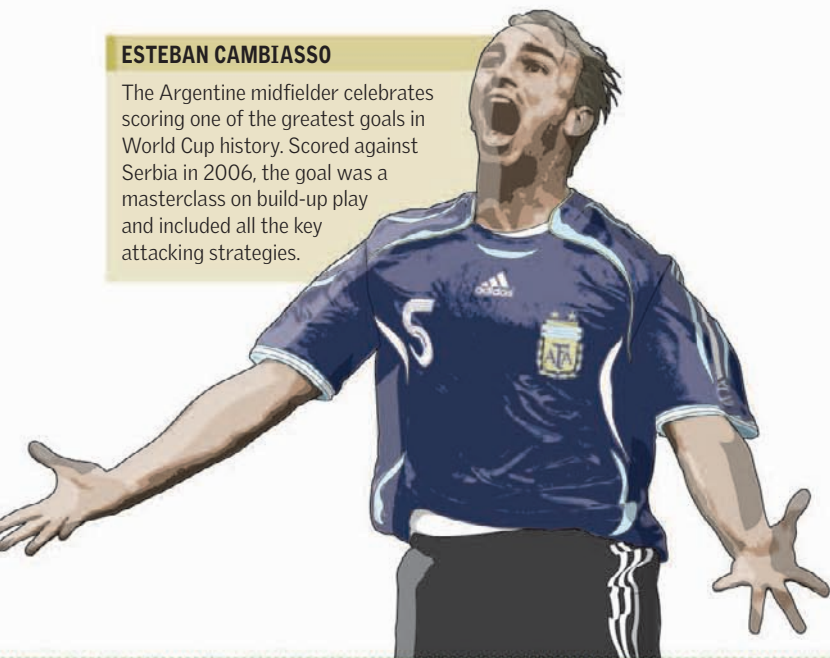 ESTEBAN CAMBIASSO
The Argentine midfielder celebrates
scoring one of the greatest goals in
World Cup history. Scored against
Serbia in 2006, the goal was a
masterclass on build-up play
and included all the key
attacking strategies.
adidas
5
AFA